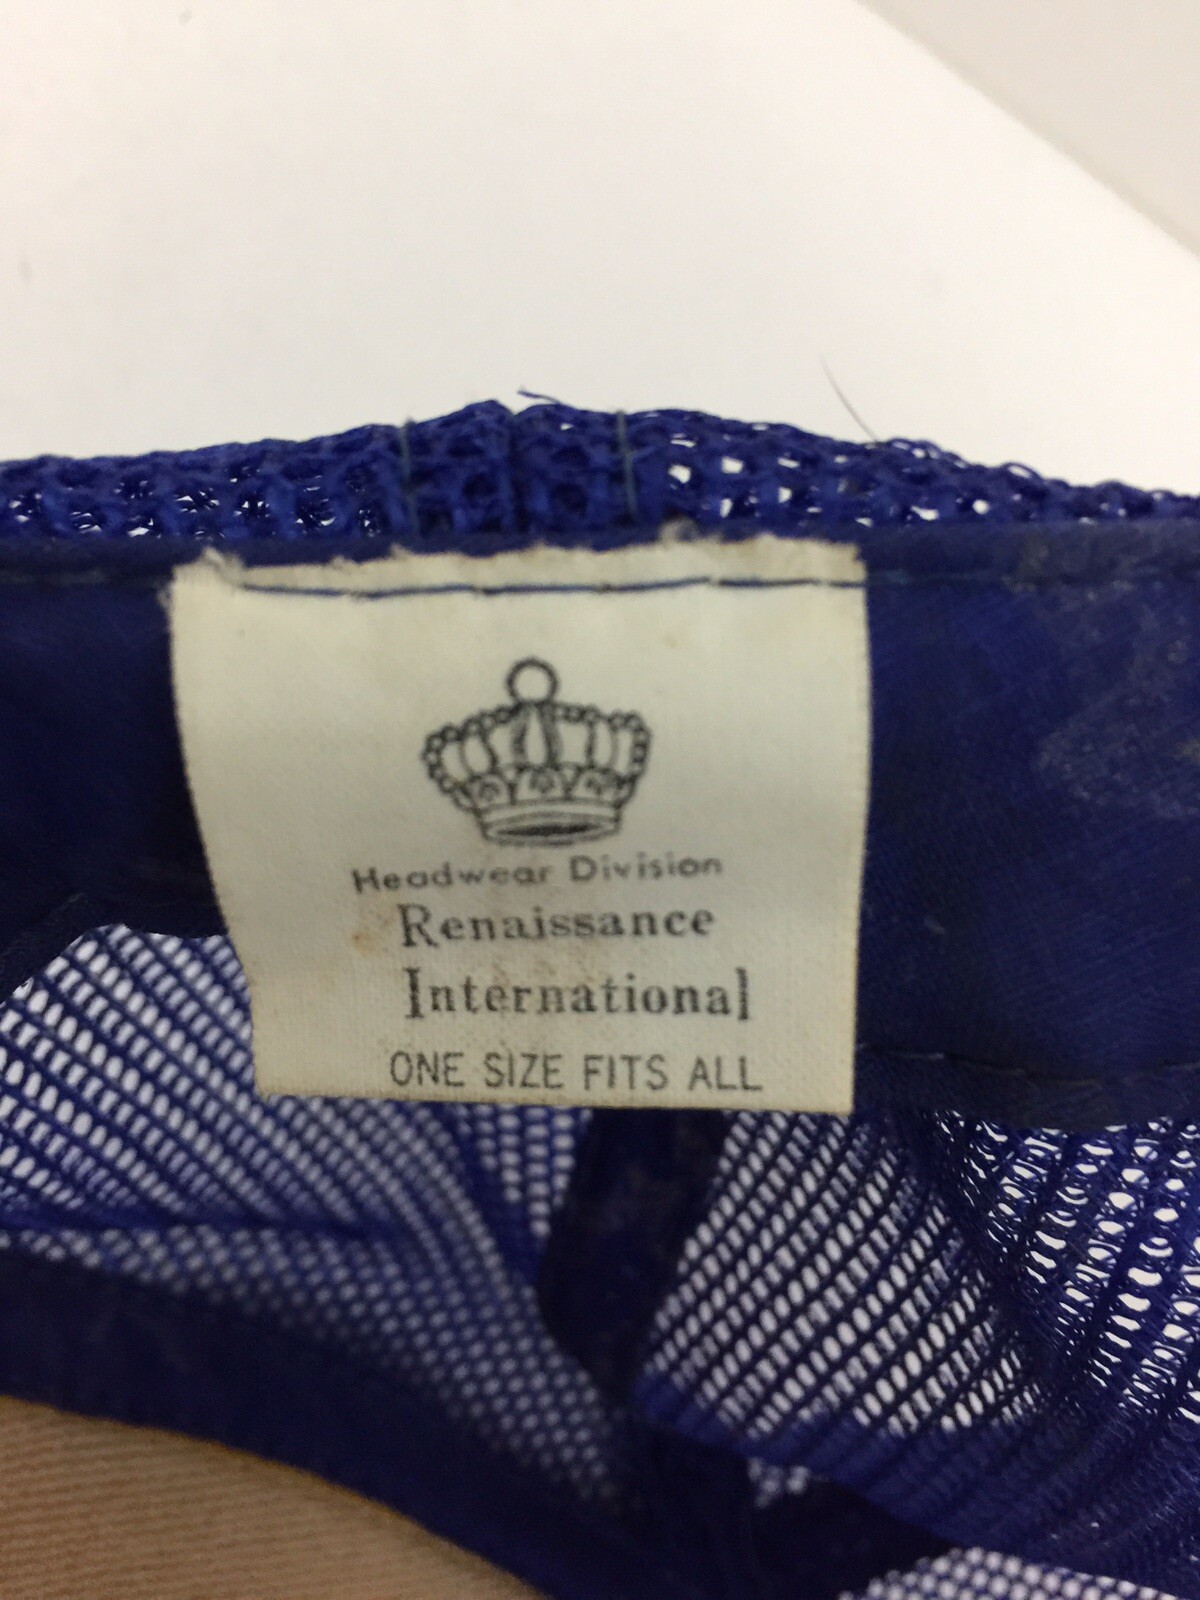 Headwear Division
Renaissance
International
ONE SIZE FITS ALL